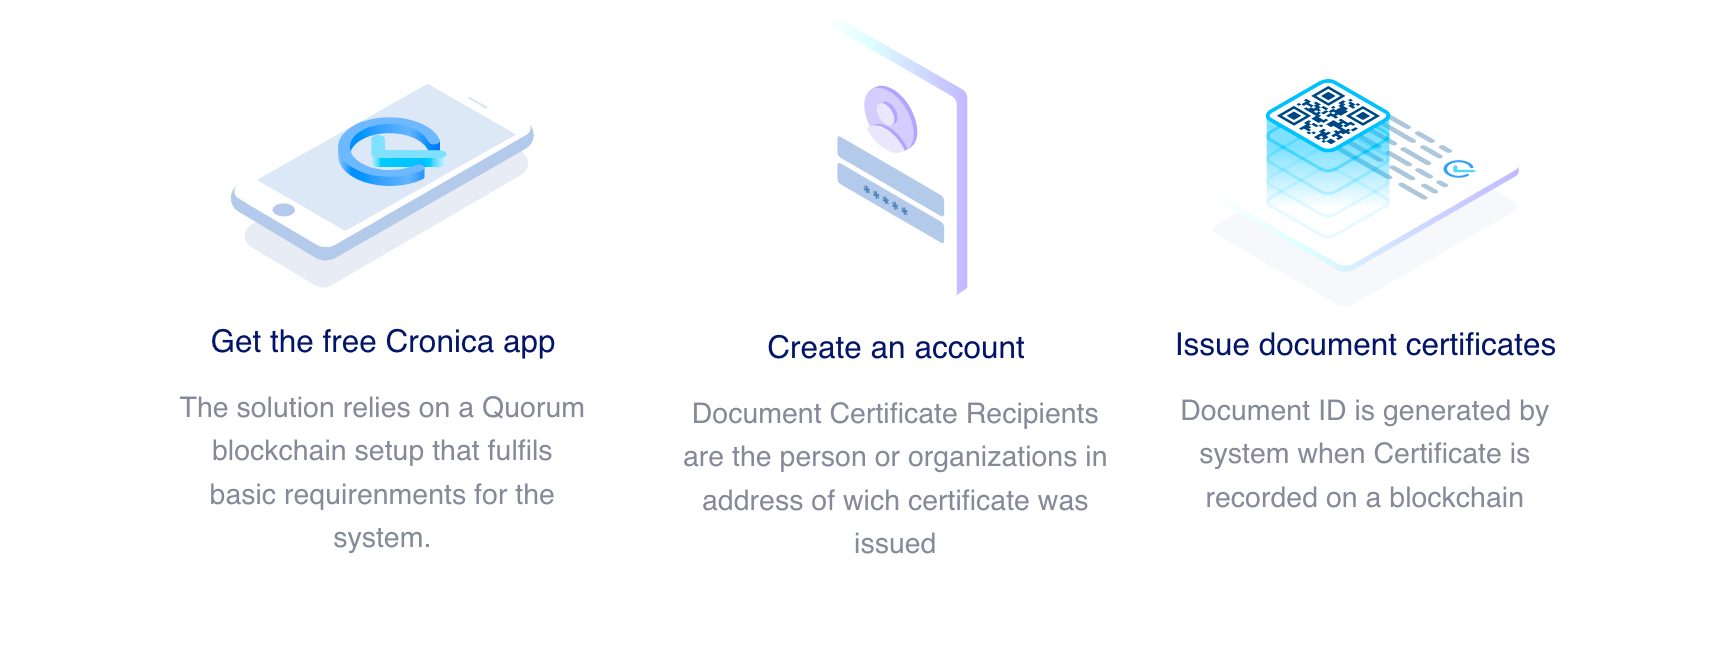 Get the free Cronica app
The solution relies on a Quorum
blockchain setup that fulfils
basic requirenments for the
system.
*****
Create an account
Document Certificate Recipients
are the person or organizations in
address of wich certificate was
issued
Issue document certificates
Document ID is generated by
system when Certificate is
recorded on a blockchain